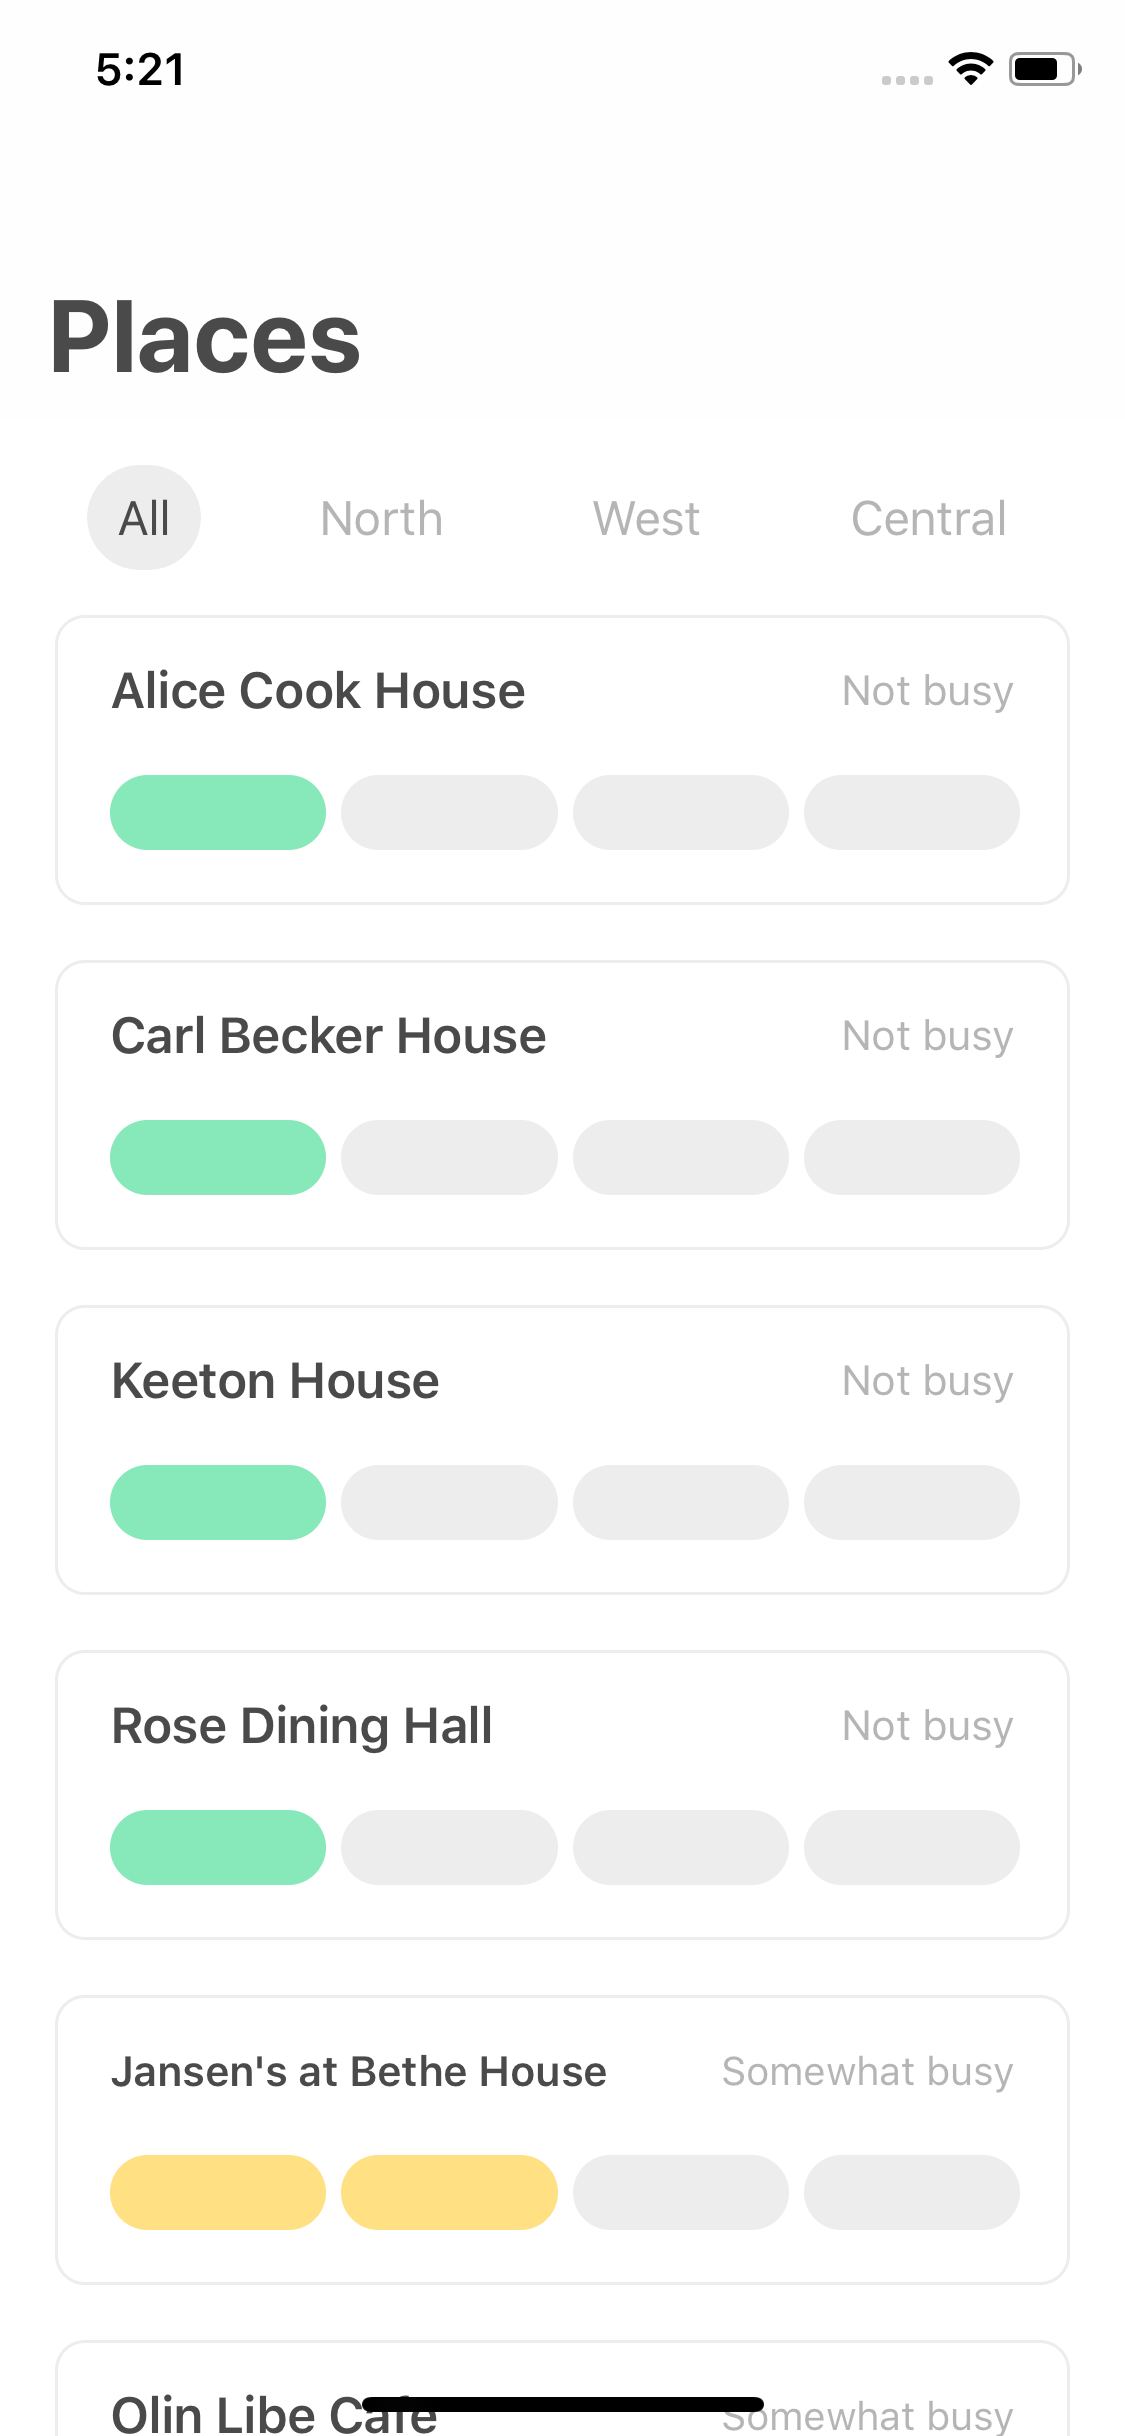 5:21
Places
All North West Central
Alice Cook House Not busy
Carl Becker House Not busy
Keeton House Not busy
Rose Dining Hall Not busy
Jansen's at Bethe House Somewhat busy
Olin Libe Cafe Somewhat busy